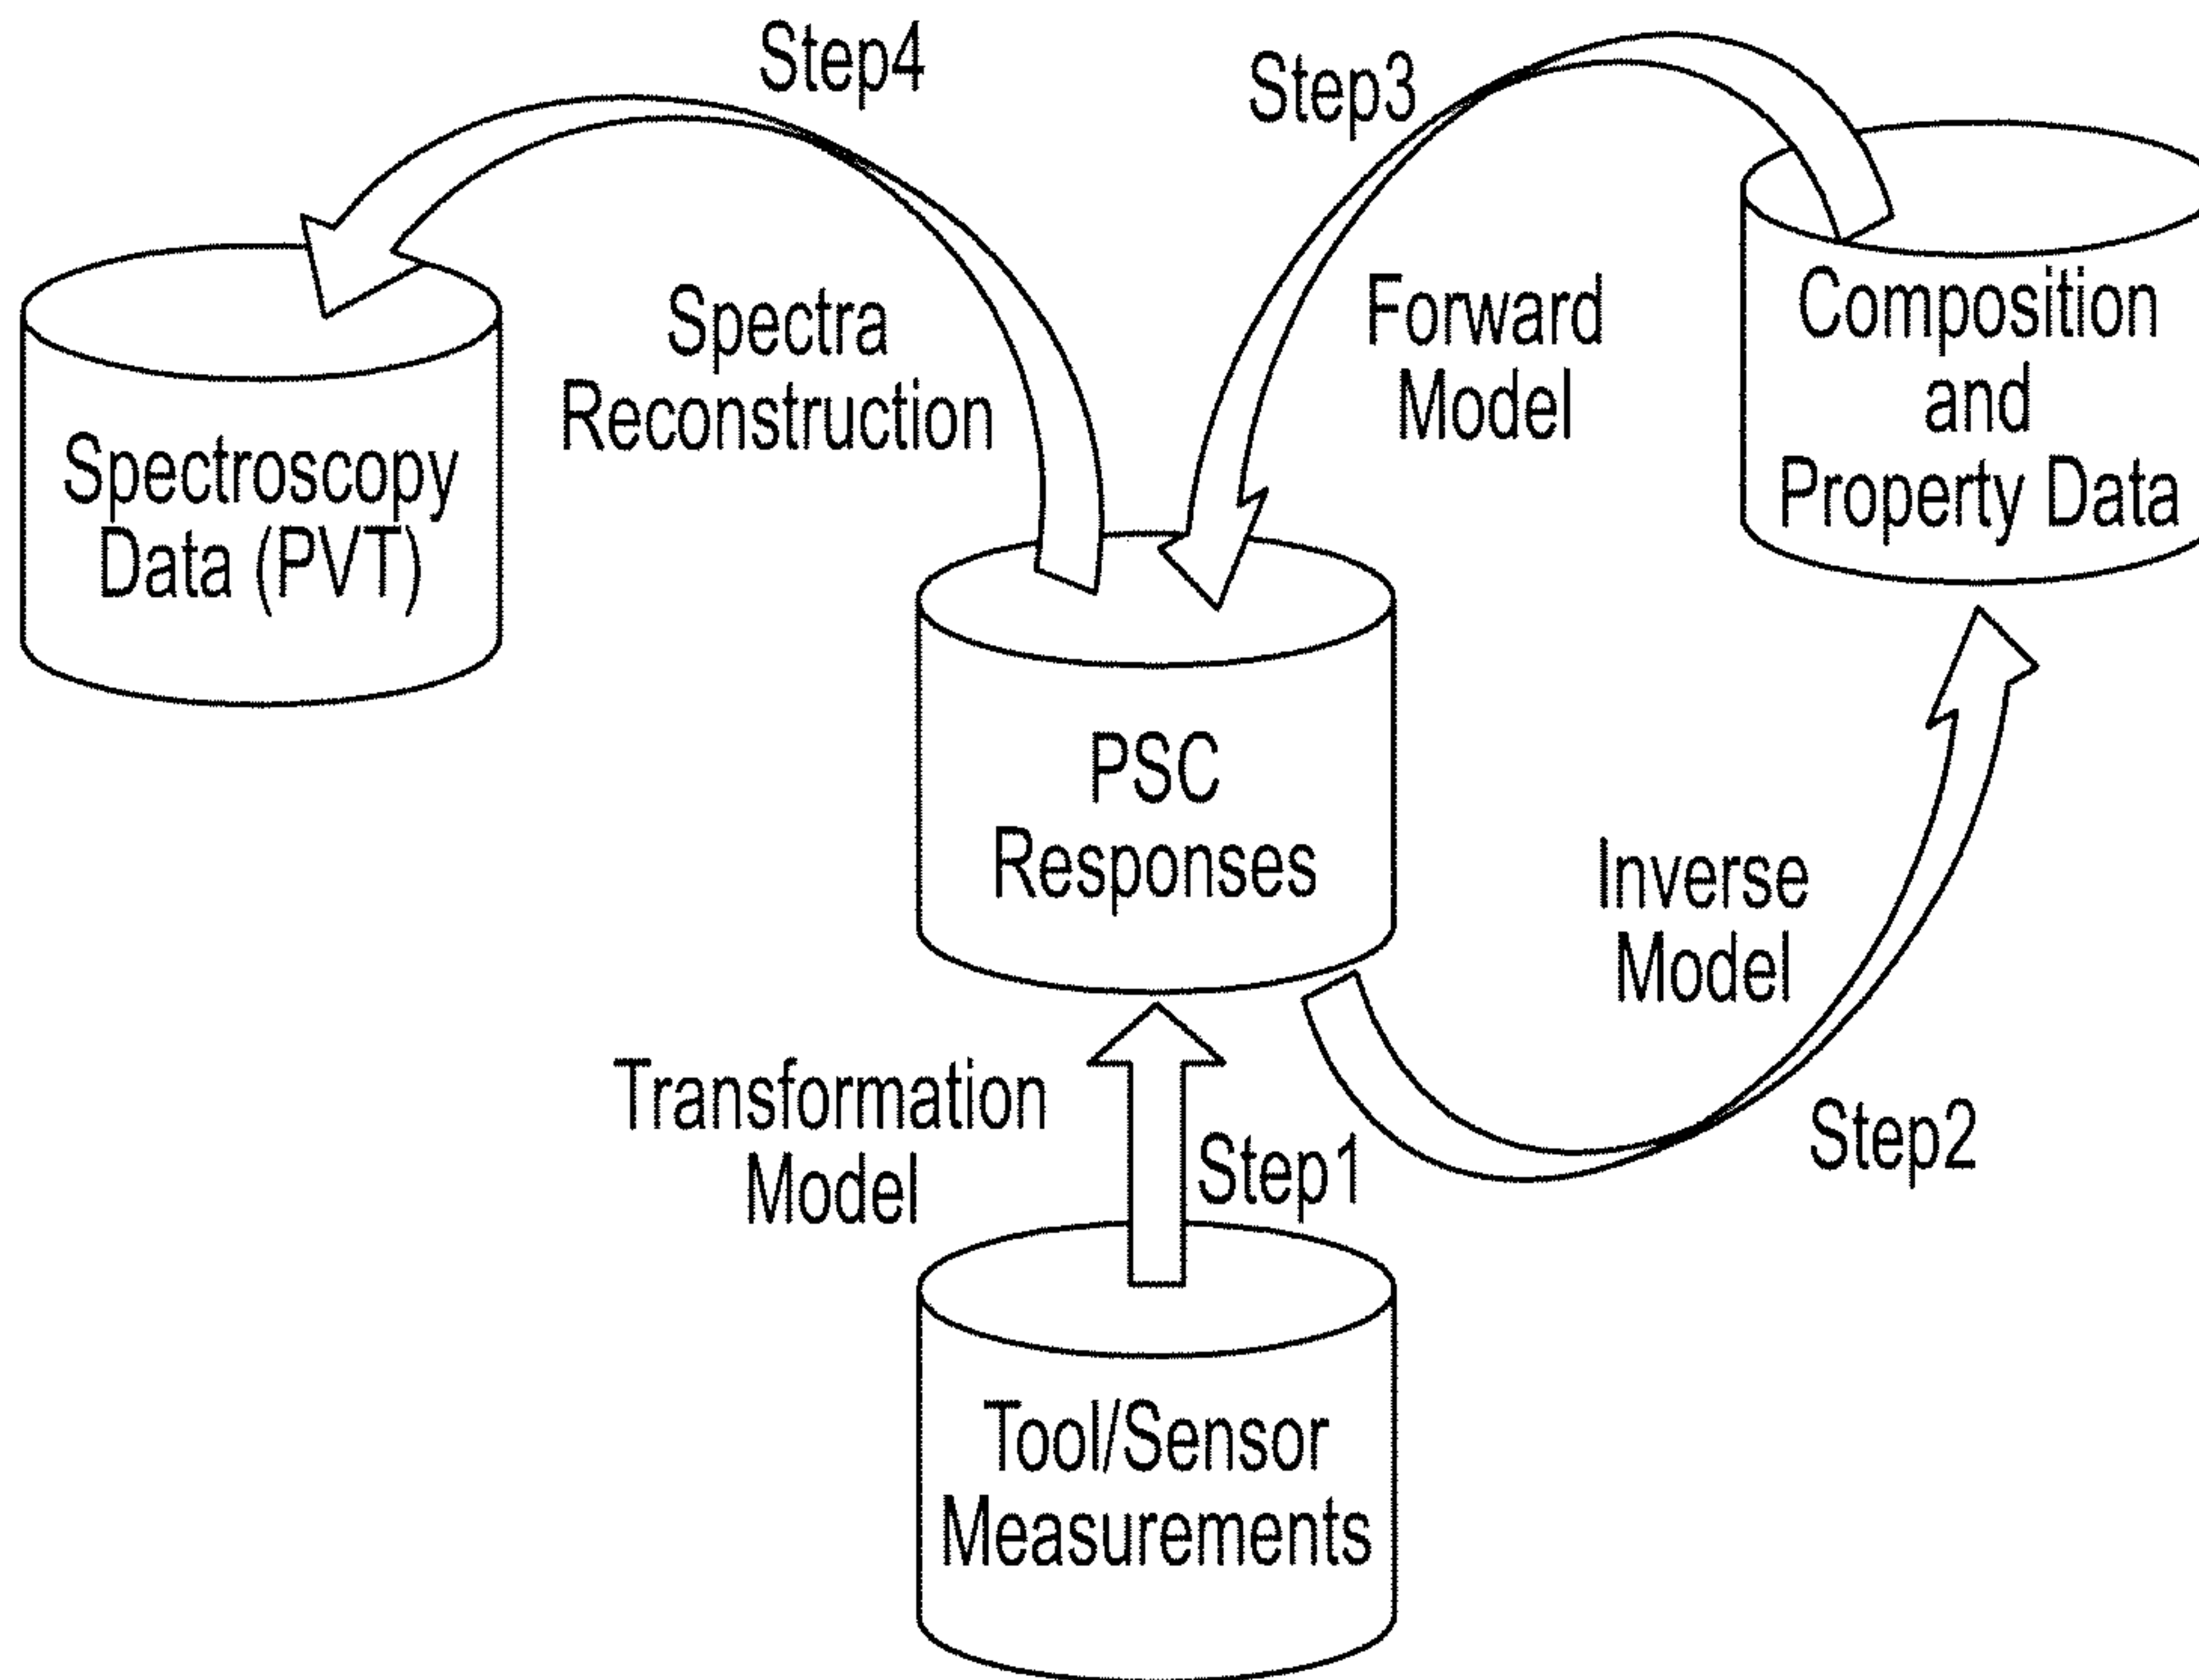 Step4
Step3
Spectra
Reconstruction
Forward
Model
Composition
and
Property Data
Spectroscopy
Data (PVT)
PSC
Responses
Inverse
Model
Transformation
Model
Step1
Step2
Tool/Sensor
Measurements